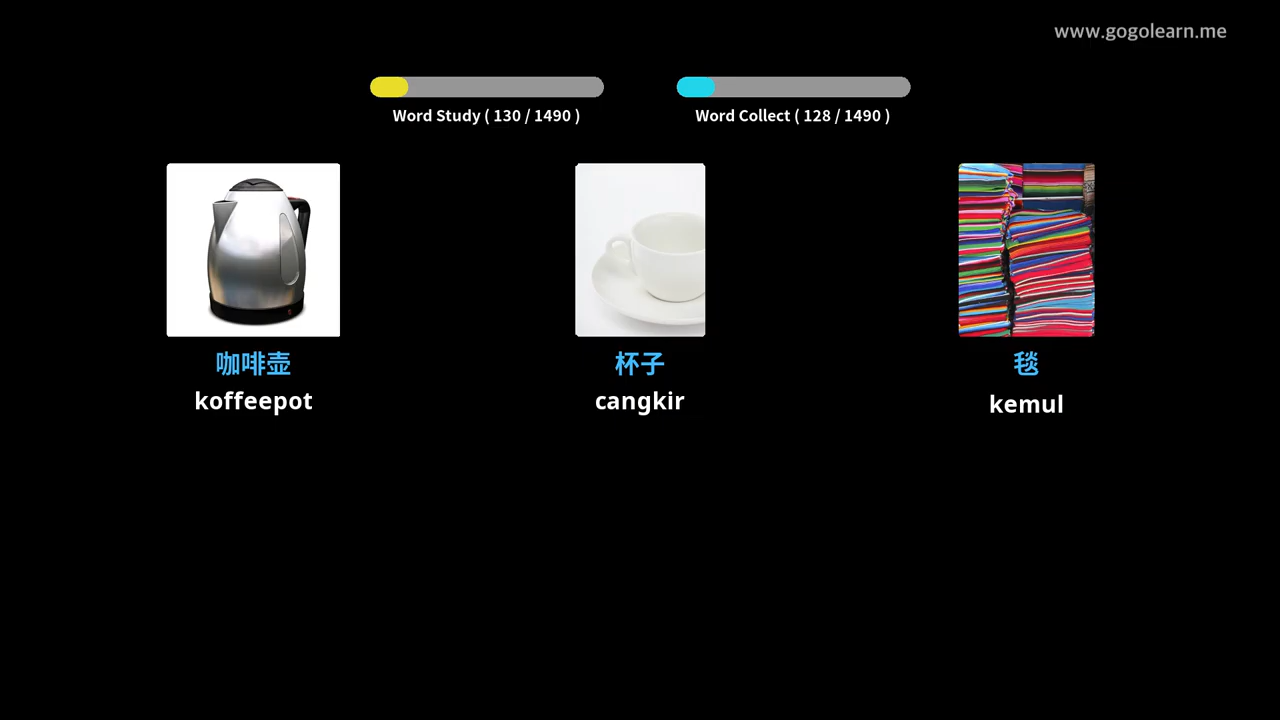 www.gogolearn.me
Word Study ( 130 / 1490 )
Word Collect ( 128 / 1490 )
咖啡壶
杯子
毯
koffeepot
cangkir
kemul